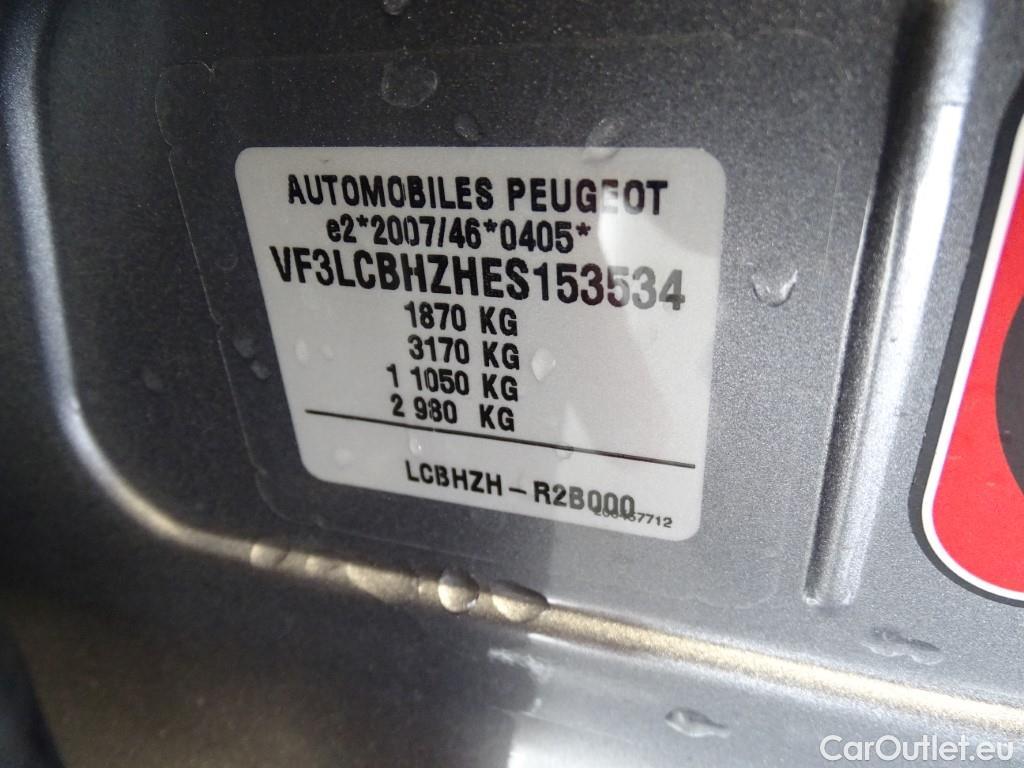 AUTOMOBILES PEUGEOT
e2*2007/46*0405*
VF3LCBHZHES153534
1870 KG
3170 KG
1 1050 KG
2 980 KG
LCBHZH - R2B000
CarOutlet.eu